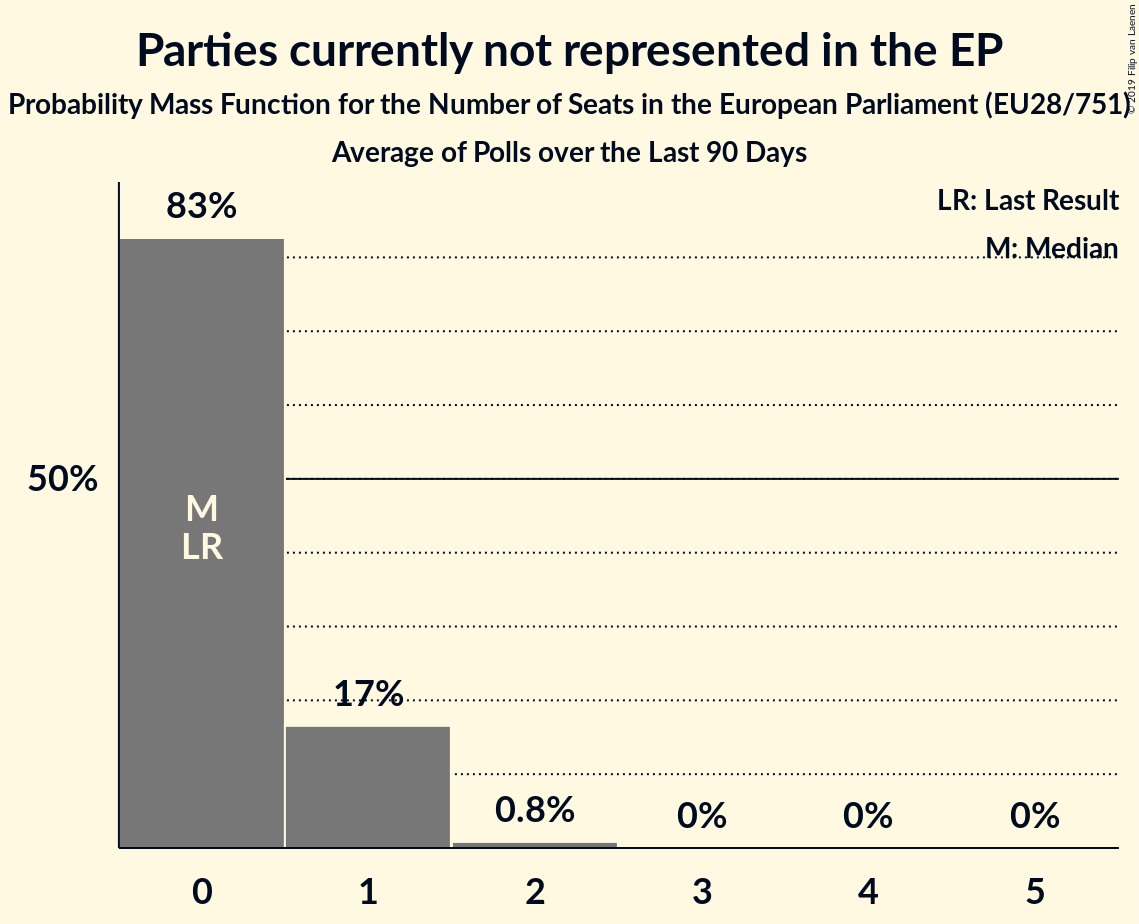 Parties currently not represented in the EP
Probability Mass Function for the Number of Seats in the European Parliament (EU28/751)
Average of Polls over the Last 90 Days
© 2019 Filip van Laenen
LR: Last Result
M: Median
83%
50%
M
LR
17%
0.8%
0%
0%
0%
0
1
2
3
4
5